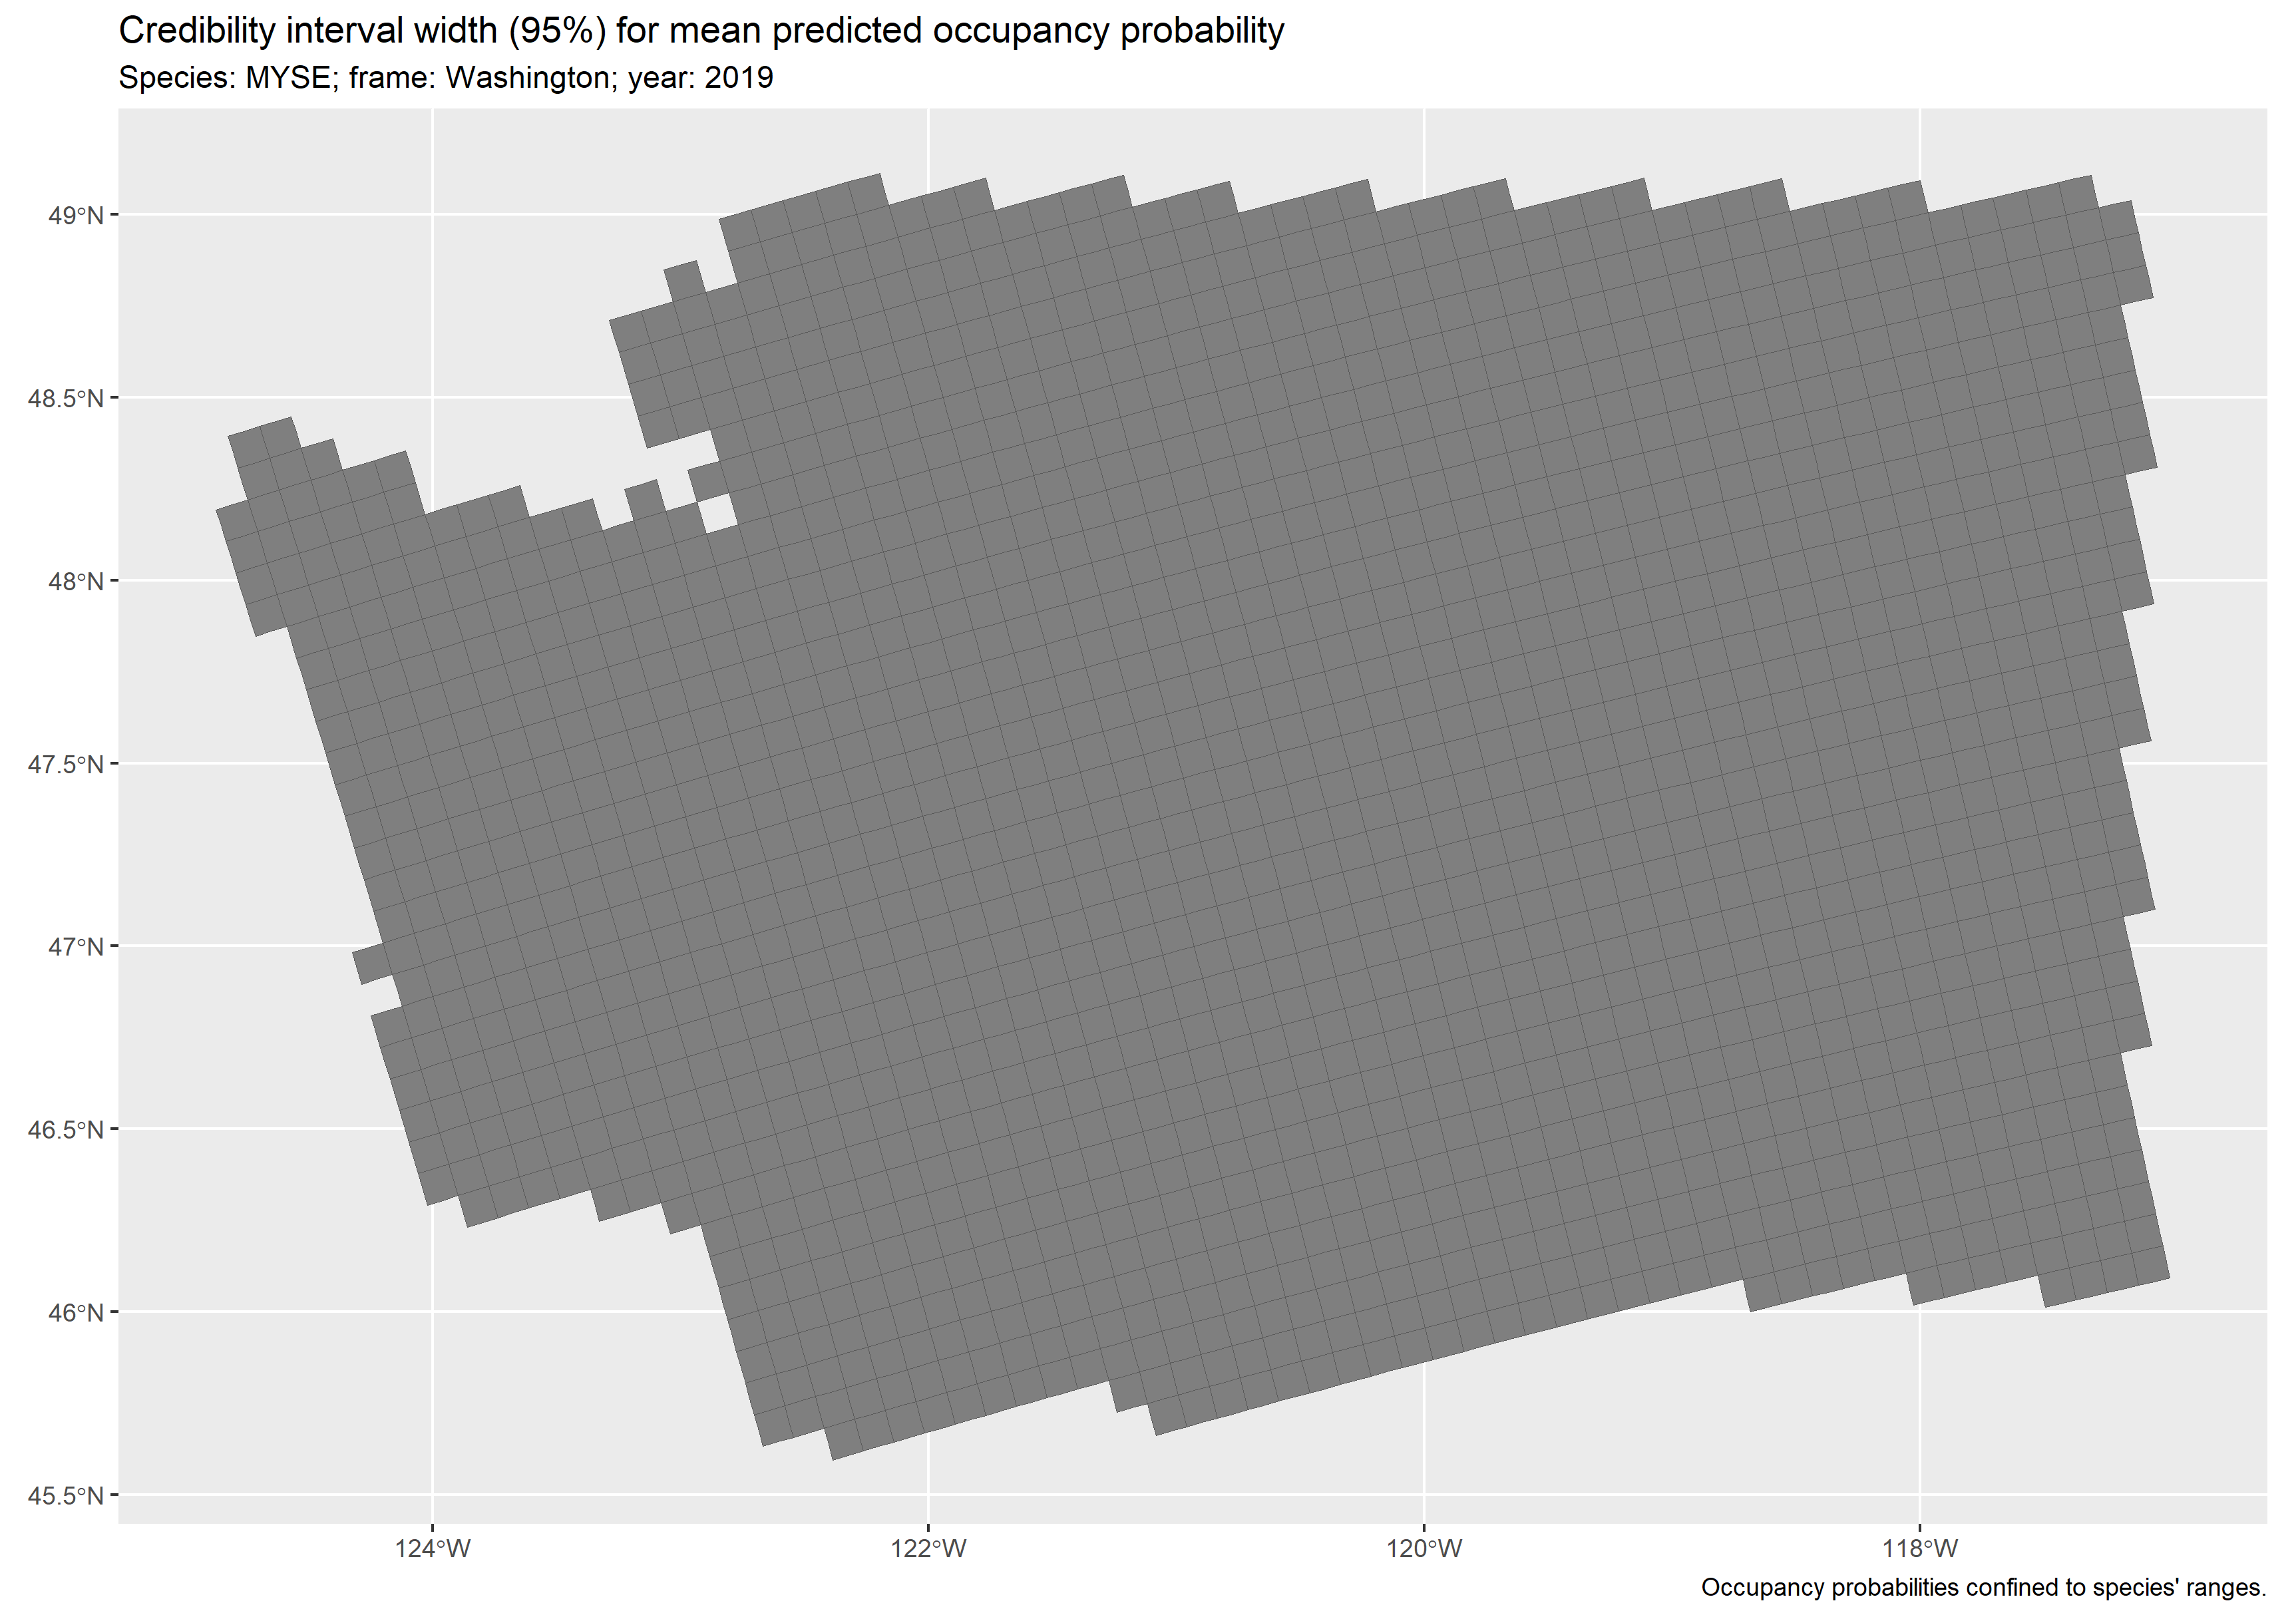 Credibility interval width (95%) for mean predicted occupancy probability
Species: MYSE; frame: Washington; year: 2019
49°N
48.5°N
48°N
47.5°N
47°N
46.5°N
46°N
45.5°N
124°W
122°W
120°W
118°W
Occupancy probabilities confined to species' ranges.